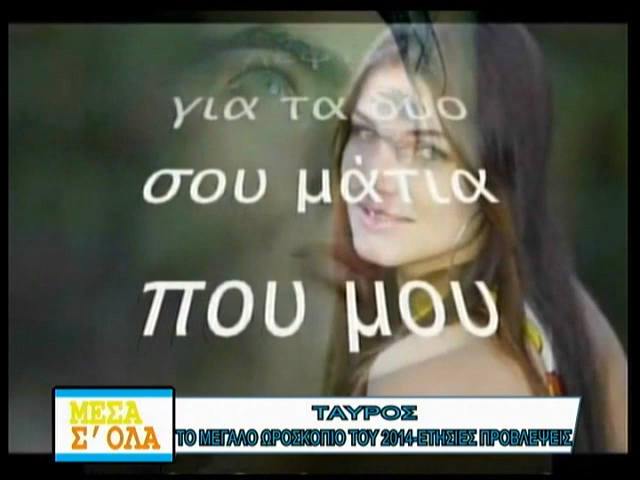 για τα δυο
σου μάτια
που μου
ΜΕΣΑ
Σ' ΟΛΑ
ΤΑΥΡΟΣ
ΤΟ ΜΕΓΑΛΟ ΩΡΟΣΚΟΠΙΟ ΤΟΥ 2014-ΕΤΗΣΙΕΣ ΠΡΟΒΛΕΨΕΙΣ